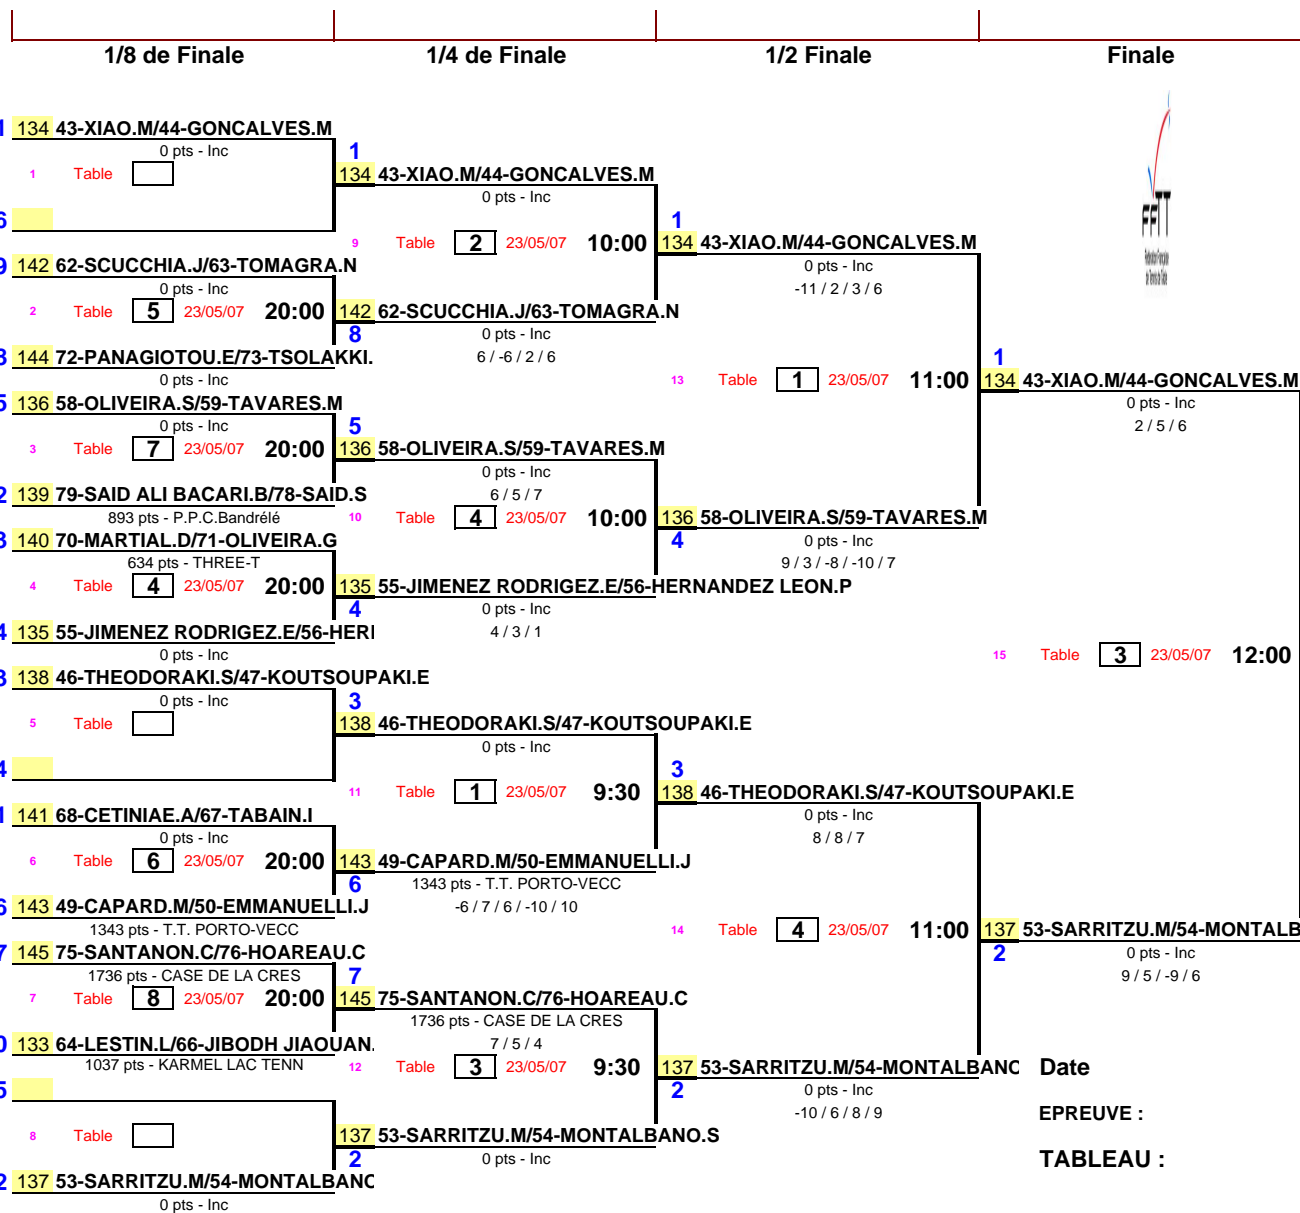 1/8 de Finale 1/4 de Finale 1/2 Finale Finale
1 134 43-XIAO.M/44-GONCALVES.M
0 pts - Inc
1 Table
1
134 43-XIAO.M/44-GONCALVES.M
0 pts - Inc
6
9 Table 2 23/05/07 10:00
1
134 43-XIAO.M/44-GONCALVES.M
0 pts - Inc
-11 / 2 / 3 / 6
FFTT
9 142 62-SCUCCHIA.J/63-TOMAGRA.N
0 pts - Inc
2 Table 5 23/05/07 20:00
142 62-SCUCCHIA.J/63-TOMAGRA.N
8
0 pts - Inc
6 / -6 / 2 / 6
144 72-PANAGIOTOU.E/73-TSOLAKKI.
0 pts - Inc
13 Table 1 23/05/07 11:00
1
134 43-XIAO.M/44-GONCALVES.M
0 pts - Inc
2 / 5 / 6
5 136 58-OLIVEIRA.S/59-TAVARES.M
0 pts - Inc
3 Table 7 23/05/07 20:00
5
136 58-OLIVEIRA.S/59-TAVARES.M
0 pts - Inc
6 / 5 / 7
2 139 79-SAID ALI BACARI.B/78-SAID.S
893 pts - P.P.C.Bandrélé
10 Table 4 23/05/07 10:00
136 58-OLIVEIRA.S/59-TAVARES.M
4
0 pts - Inc
9 / 3 / -8 / -10 / 7
3 140 70-MARTIAL.D/71-OLIVEIRA.G
634 pts - THREE-T
4 Table 4 23/05/07 20:00
135 55-JIMENEZ RODRIGEZ.E/56-HERNANDEZ LEON.P
4
0 pts - Inc
4 / 3 / 1
4 135 55-JIMENEZ RODRIGEZ.E/56-HER
0 pts - Inc
15 Table 3 23/05/07 12:00
3 138 46-THEODORAKI.S/47-KOUTSOUPAKI.E
0 pts - Inc
5 Table
3
138 46-THEODORAKI.S/47-KOUTSOUPAKI.E
0 pts - Inc
4
11 Table 1 23/05/07 9:30
3
138 46-THEODORAKI.S/47-KOUTSOUPAKI.E
0 pts - Inc
8 / 8 / 7
1 141 68-CETINIAE.A/67-TABAIN.I
0 pts - Inc
6 Table 6 23/05/07 20:00
143 49-CAPARD.M/50-EMMANUELLI.J
6
1343 pts - T.T. PORTO-VECC
-6 / 7 / 6 / -10 / 10
6 143 49-CAPARD.M/50-EMMANUELLI.J
1343 pts - T.T. PORTO-VECC
14 Table 4 23/05/07 11:00
137 53-SARRITZU.M/54-MONTALB
2
0 pts - Inc
9 / 5 / -9 / 6
7 145 75-SANTANON.C/76-HOAREAU.C
1736 pts - CASE DE LA CRES
7 Table 8 23/05/07 20:00
7
145 75-SANTANON.C/76-HOAREAU.C
1736 pts - CASE DE LA CRES
7 / 5 / 4
0 133 64-LESTIN.L/66-JIBODH JIAOUAN.
1037 pts - KARMEL LAC TENN
12 Table 3 23/05/07 9:30
137 53-SARRITZU.M/54-MONTALBANO
2
0 pts - Inc
-10 / 6 / 8 / 9
5
8 Table
137 53-SARRITZU.M/54-MONTALBANO.S
2
0 pts - Inc
2 137 53-SARRITZU.M/54-MONTALBANO
0 pts - Inc
Date
EPREUVE :
TABLEAU :